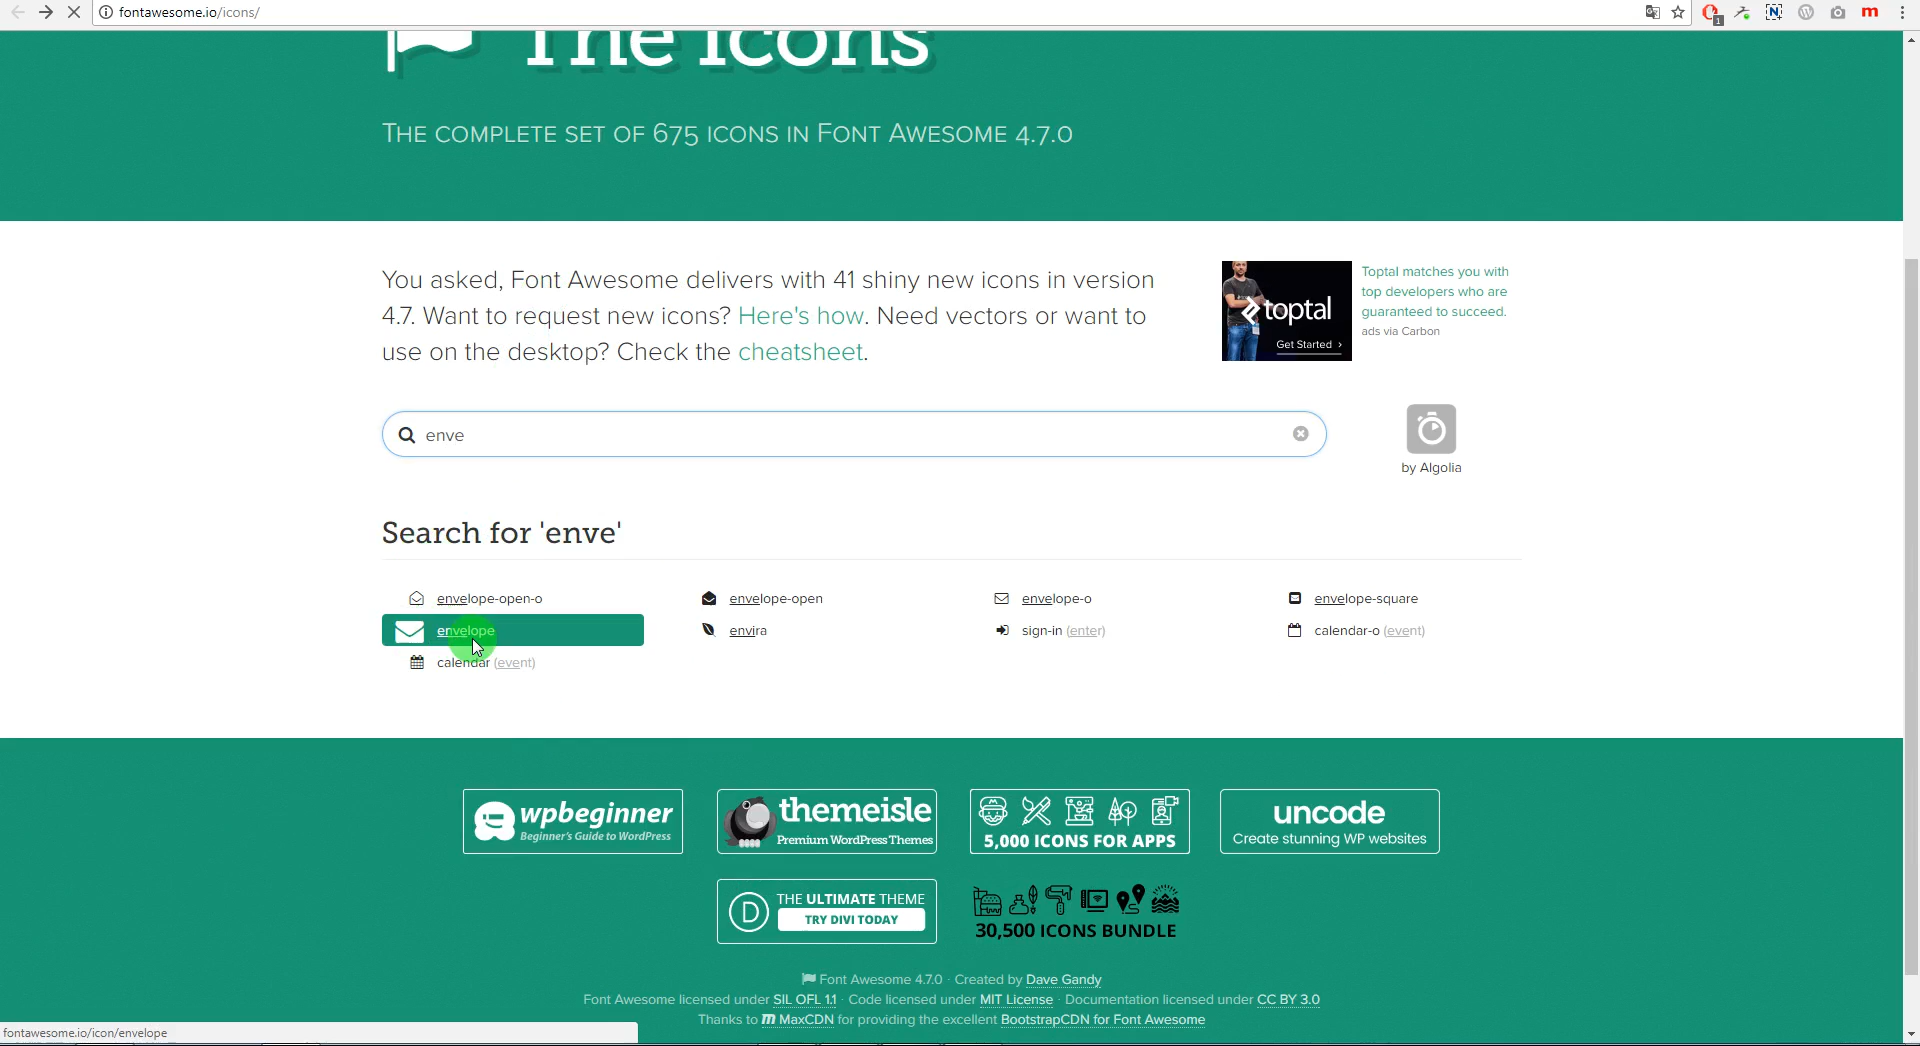 fontawesome.io/icons/
1
N
m
The Icons
The complete set of 675 icons in Font Awesome 4.7.0
You asked, Font Awesome delivers with 41 shiny new icons in version
4.7. Want to request new icons? Here's how. Need vectors or want to
use on the desktop? Check the cheatsheet.
toptal
Get Started ›
Toptal matches you with
top developers who are
guaranteed to succeed.
ads via Carbon
enve
by Algolia
Search for 'enve'
envelope-open-o
envelope-open
envelope-o
envelope-square
envelope
envira
sign-in (enter)
calendar-o (event)
calendar (event)
wpbeginner
Beginner's Guide to WordPress
themeisle
Premium WordPress Themes
5,000 ICONS FOR APPS
uncode
Create stunning WP websites
D
THE ULTIMATE THEME
TRY DIVI TODAY
30,500 ICONS BUNDLE
Font Awesome 4.7.0 · Created by Dave Gandy
Font Awesome licensed under SIL OFL 1.1 · Code licensed under MIT License · Documentation licensed under CC BY 3.0
Thanks to MaxCDN for providing the excellent BootstrapCDN for Font Awesome
fontawesome.io/icon/envelope